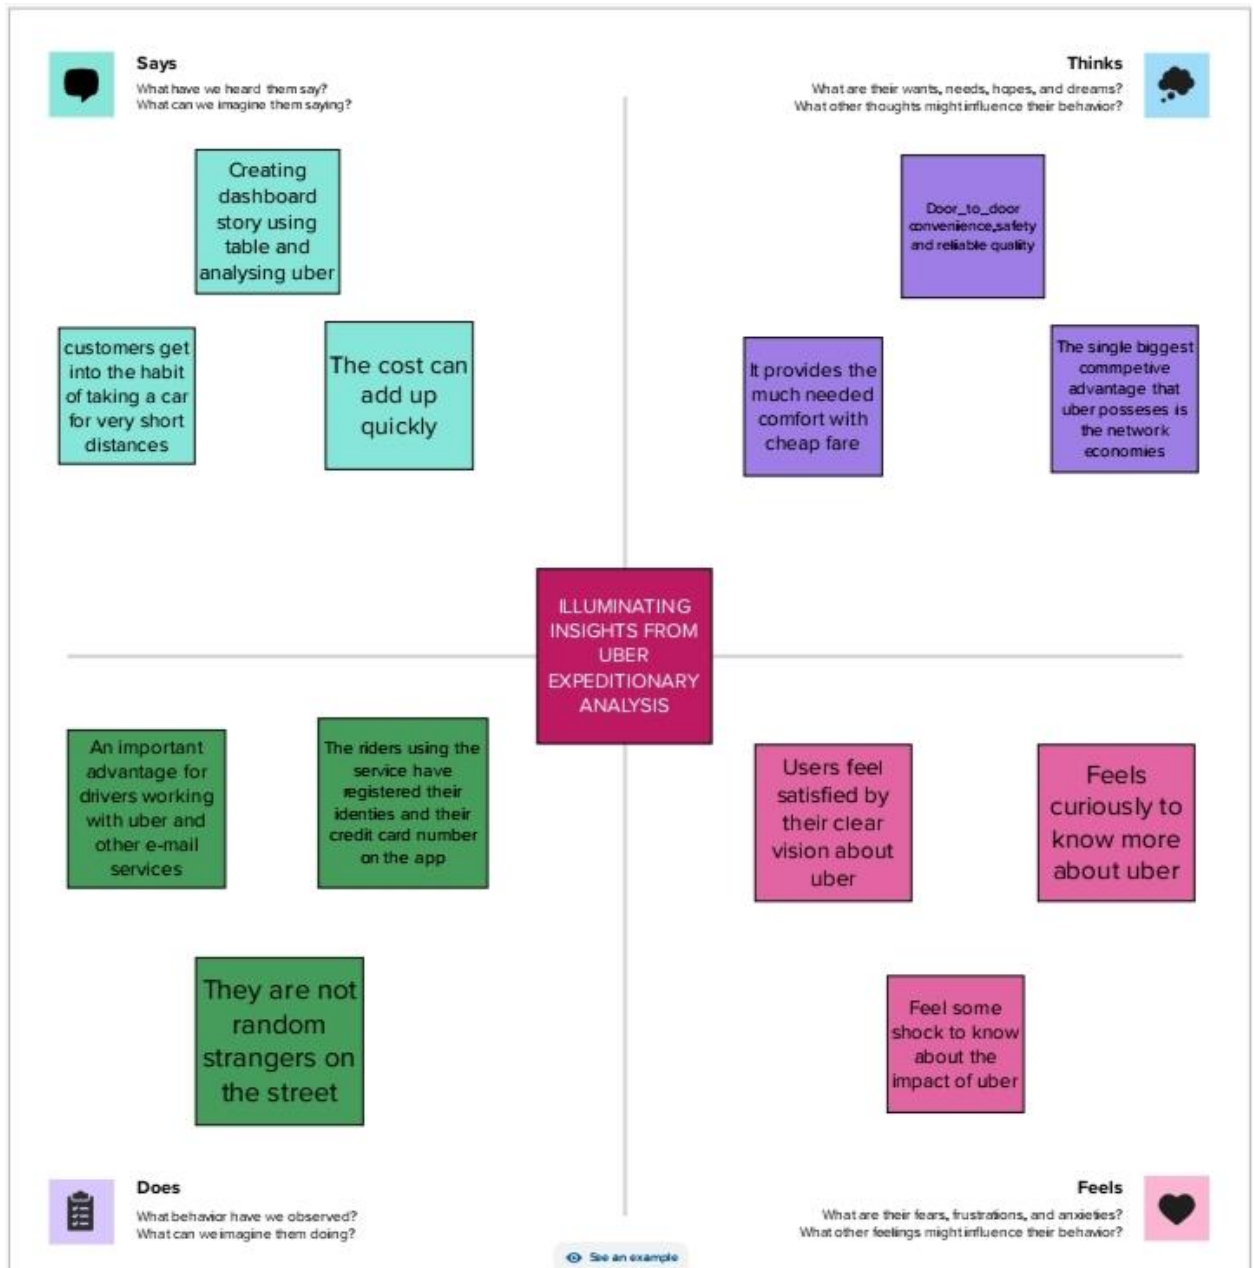 Says
What have we heard them say?
What can we imagine them saying?
Creating
dashboard
story using
table and
analysing uber
customers get
into the habit
of taking a car
for very short
distances
The cost can
add up
quickly
Thinks
What are their wants, needs, hopes, and dreams?
What other thoughts might influence their behavior?
Door_to_door
convenience,safety
and reliable quality
It provides the
much needed
comfort with
cheap fare
The single biggest
commpetive
advantage that
uber posseses is
the network
economies
ILLUMINATING
INSIGHTS FROM
UBER
EXPEDITIONARY
ANALYSIS
An important
advantage for
drivers working
with uber and
other e-mail
services
The riders using the
service have
registered their
identies and their
credit card number
on the app
They are not
random
strangers on
the street
Does
What behavior have we observed?
What can we imagine them doing?
Users feel
satisfied by
their clear
vision about
uber
Feels
curiously to
know more
about uber
Feel some
shock to know
about the
impact of uber
Feels
What are their fears, frustrations, and anxieties?
What other feelings might influence their behavior?
See an example